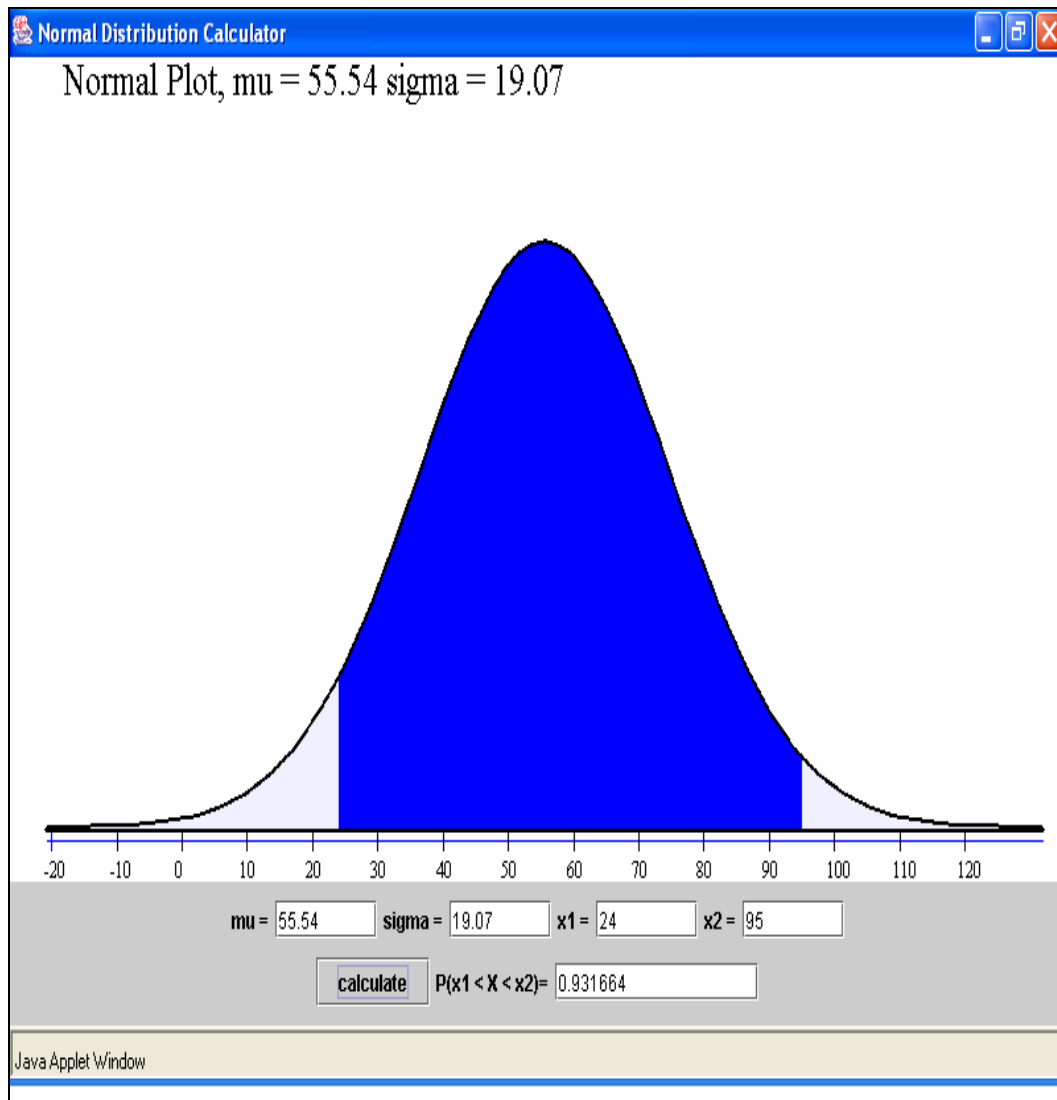 Normal Distribution Calculator
Normal Plot, mu = 55.54 sigma = 19.07
-20 -10 0 10 20 30 40 50 60 70 80 90 100 110 120
mu = 55.54 sigma = 19.07 x1 = 24 x2 = 95
calculate P(x1 < X < x2)= 0.931664
Java Applet Window